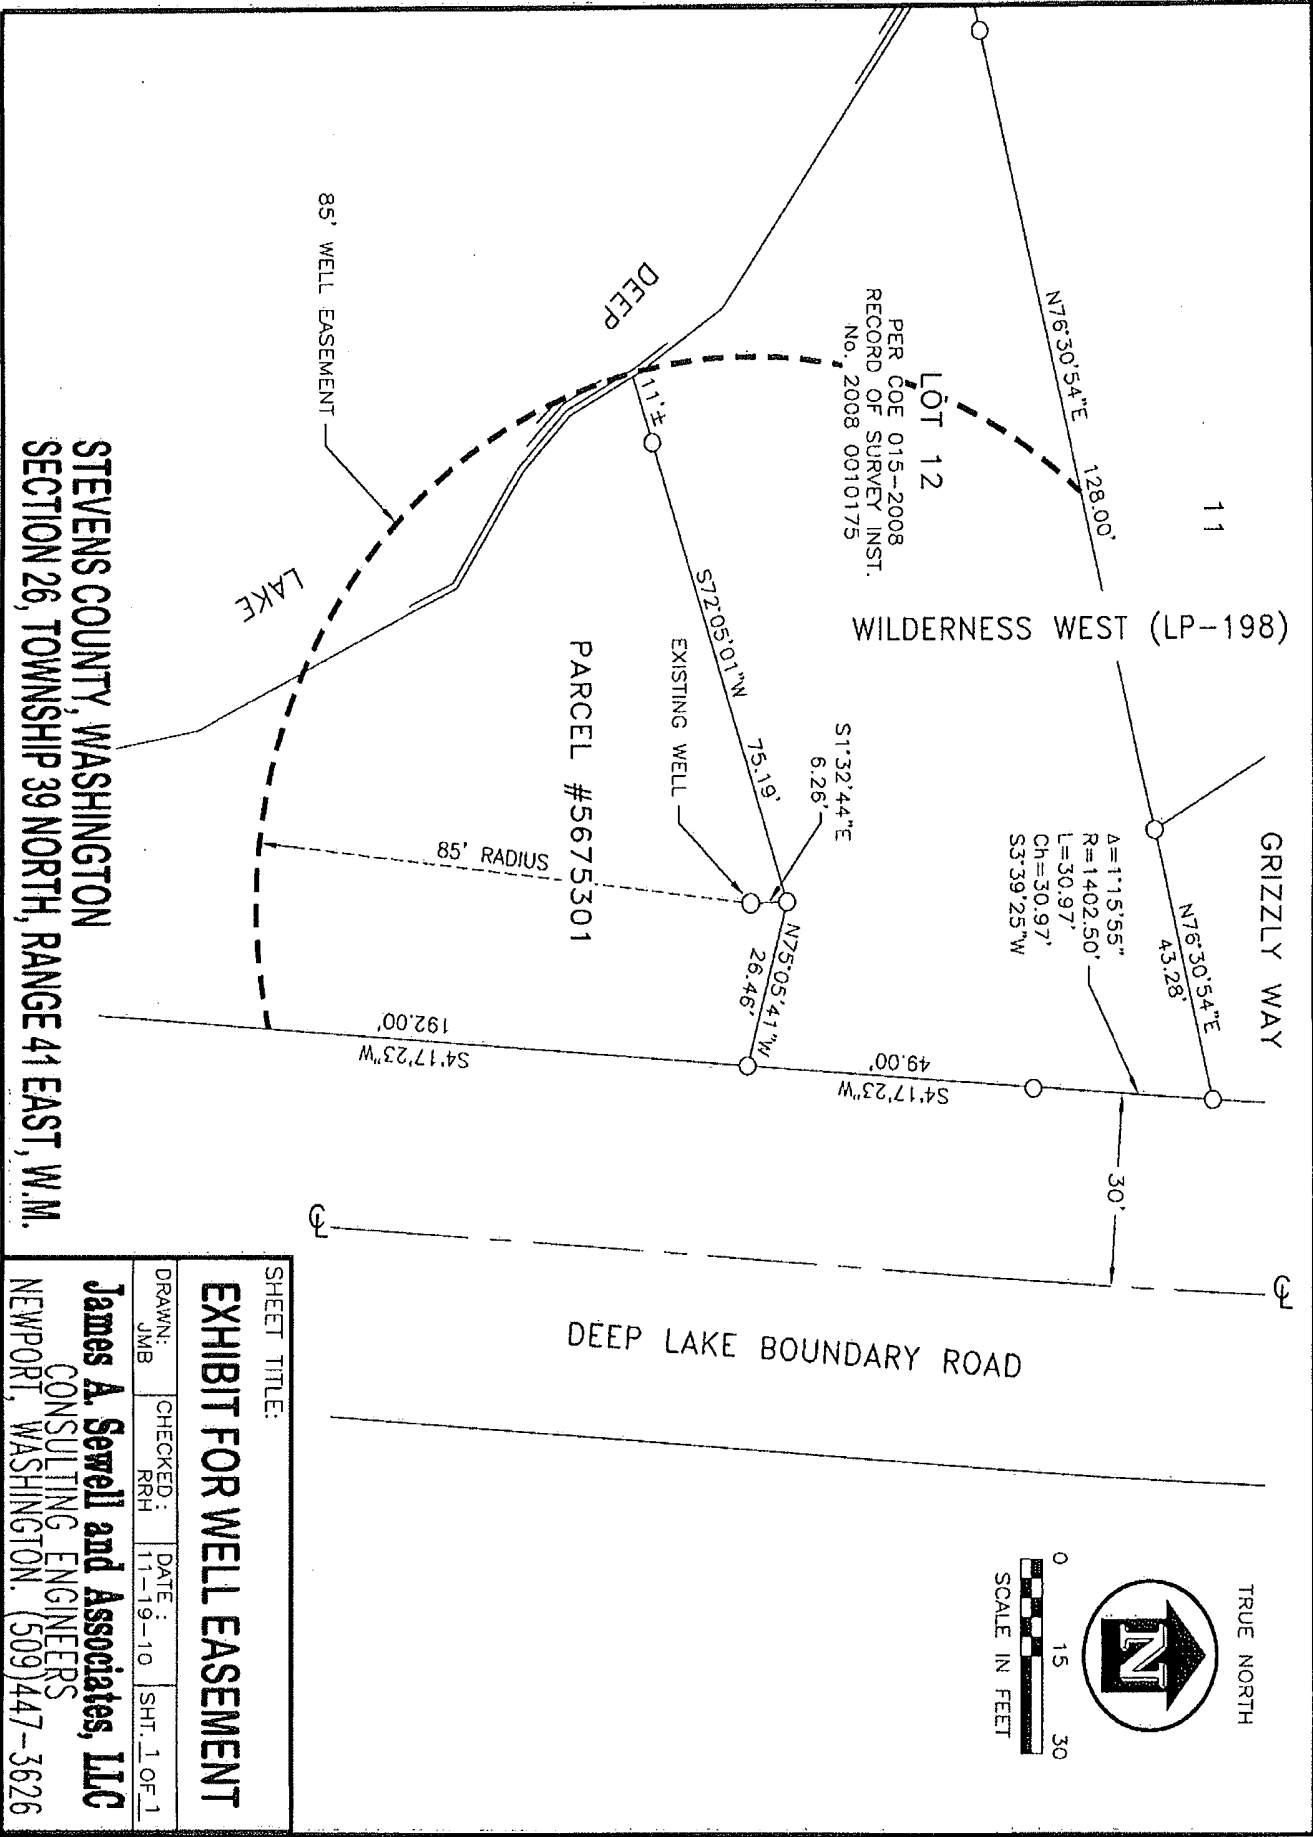 11
N76°30'54"E
128.00'
WILDERNESS WEST (LP-198)
GRIZZLY WAY
N76°30'54"E
43.28'
Δ=1°15'55"
R=1402.50'
L=30.97'
Ch=30.97'
S3°39'25"W
LOT 12
PER COE 015-2008
RECORD OF SURVEY INST.
No. 2008 0010175
DEEP
LAKE
11'±
S72°05'01"W
75.19'
S1°32'44"E
6.26'
EXISTING WELL
N75°05'41"W
26.46'
PARCEL #5675301
85' RADIUS
85' WELL EASEMENT
49.00'
S4°17'23"W
192.00'
S4°17'23"W
30'
℄
℄
DEEP LAKE BOUNDARY ROAD
TRUE NORTH
N
0 15 30
SCALE IN FEET
STEVENS COUNTY, WASHINGTON
SECTION 26, TOWNSHIP 39 NORTH, RANGE 41 EAST, W.M.
SHEET TITLE:
EXHIBIT FOR WELL EASEMENT
DRAWN: JMB
CHECKED: RRH
DATE: 11-19-10
SHT. 1 OF 1
James A. Sewell and Associates, LLC
CONSULTING ENGINEERS
NEWPORT, WASHINGTON. (509)447-3626